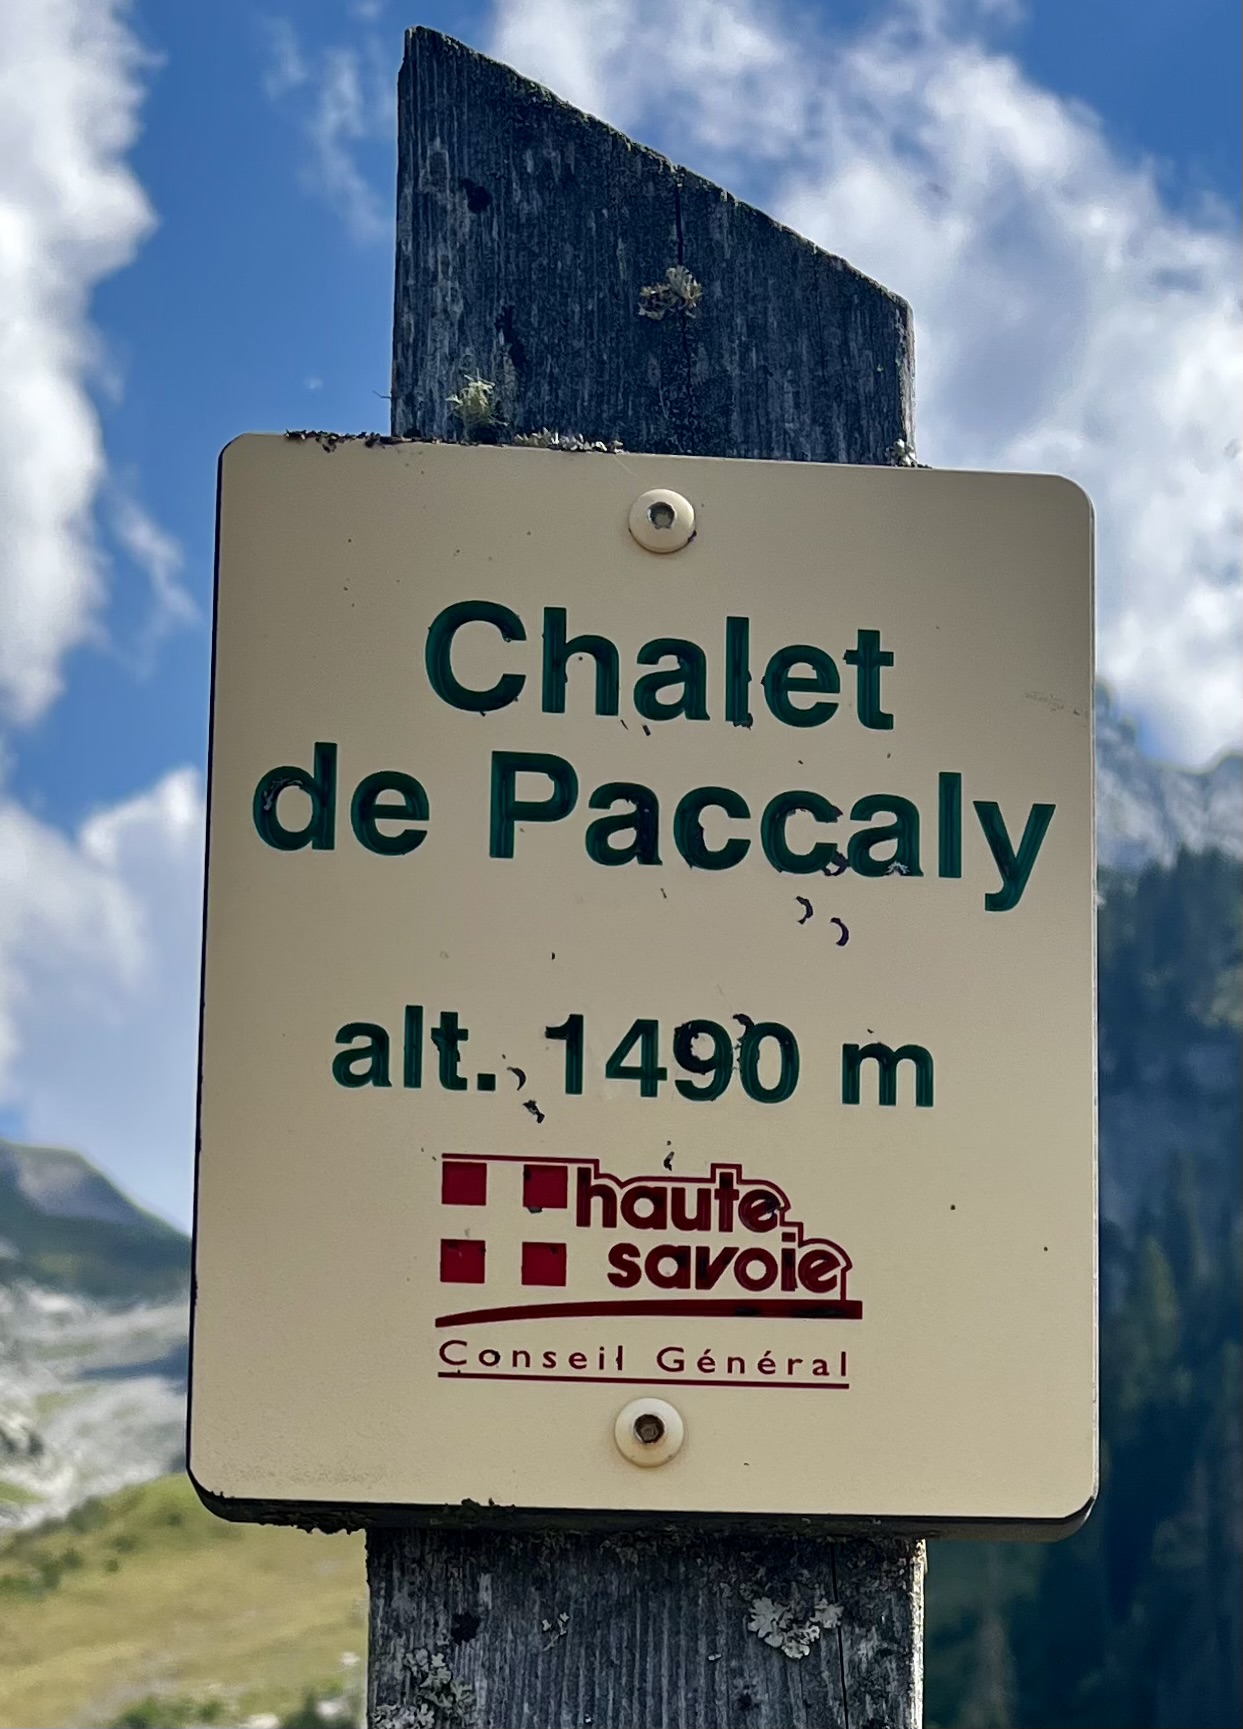 Chalet
de Paccaly
alt. 1490 m
haute
savoie
Conseil Général